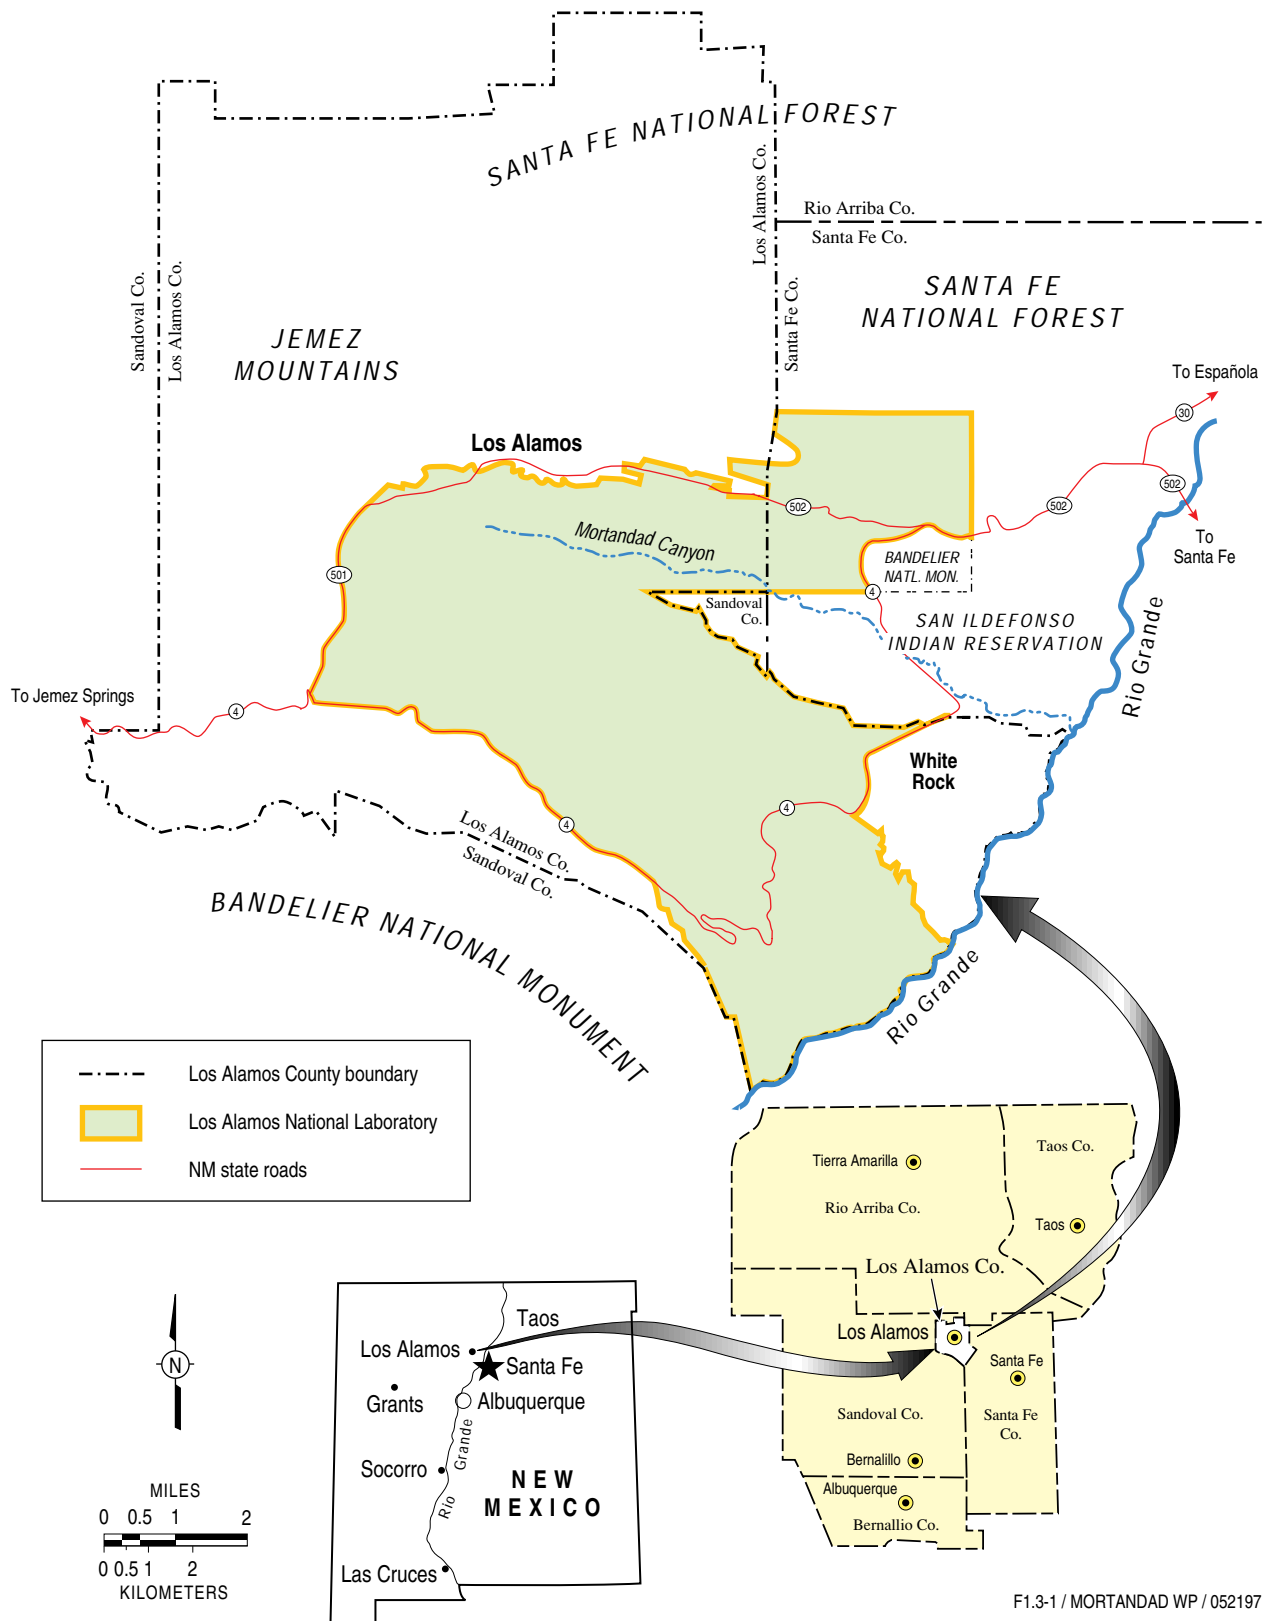 SANTA FE NATIONAL FOREST
Los Alamos Co.
Santa Fe Co.
Rio Arriba Co.
Santa Fe Co.
Sandoval Co.
Los Alamos Co.
SANTA FE
NATIONAL FOREST
JEMEZ
MOUNTAINS
To Española
30
Los Alamos
502
502
502
To
Santa Fe
Mortandad Canyon
BANDELIER
NATL. MON.
501
4
Sandoval
Co.
SAN ILDEFONSO
INDIAN RESERVATION
Rio Grande
To Jemez Springs
4
White
Rock
4
4
Los Alamos Co.
Sandoval Co.
BANDELIER NATIONAL MONUMENT
Rio Grande
Los Alamos County boundary
Los Alamos National Laboratory
NM state roads
Tierra Amarilla
Rio Arriba Co.
Taos Co.
Taos
Los Alamos Co.
Los Alamos
Santa Fe
Santa Fe
Co.
Sandoval Co.
Bernalillo
Albuquerque
Bernallio Co.
Taos
Los Alamos
Santa Fe
Grants
Albuquerque
Socorro
Rio Grande
NEW
MEXICO
Las Cruces
N
MILES
0 0.5 1 2
0 0.5 1 2
KILOMETERS
F1.3-1 / MORTANDAD WP / 052197